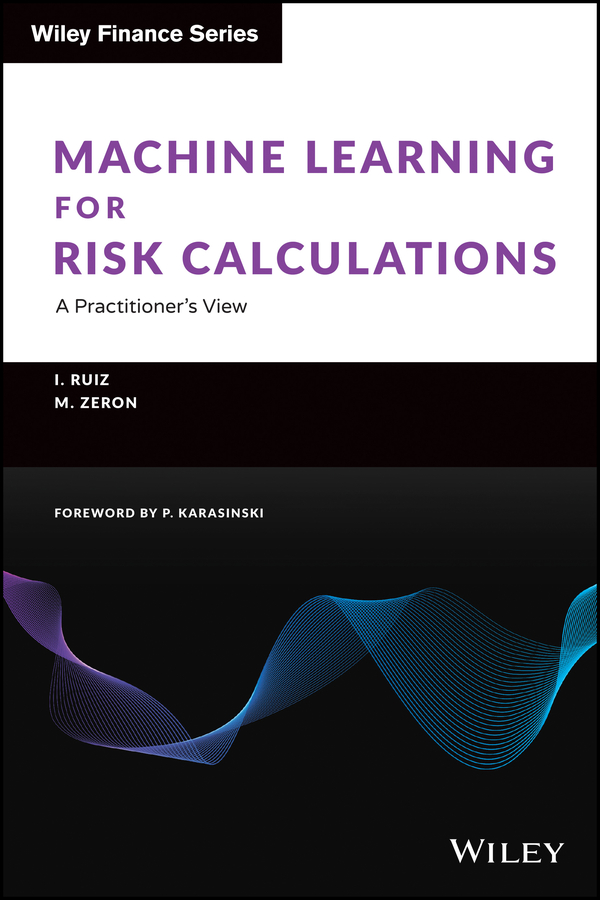 Wiley Finance Series
MACHINE LEARNING
FOR
RISK CALCULATIONS
A Practitioner's View
I. RUIZ
M. ZERON
FOREWORD BY P. KARASINSKI
WILEY